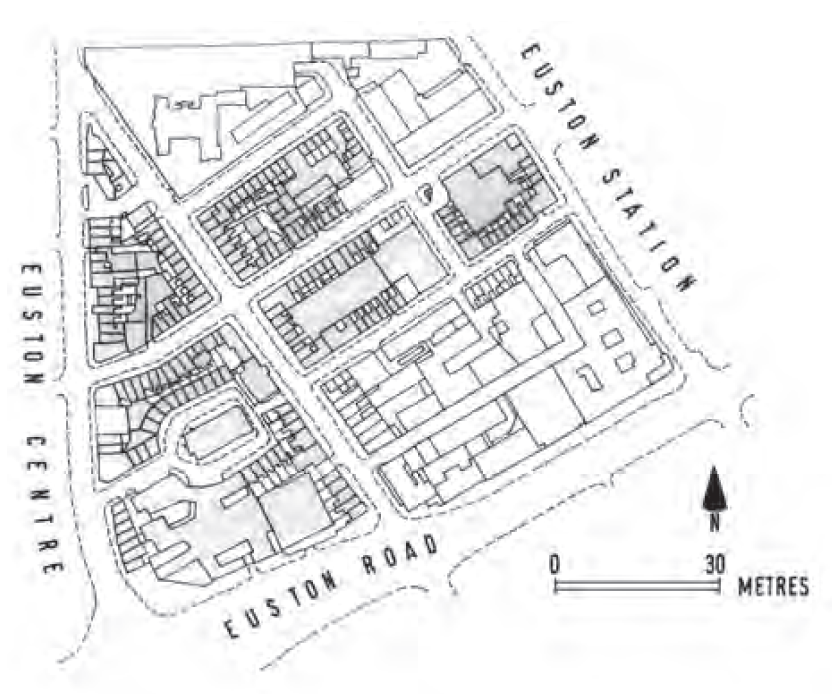 EUSTON STATION
EUSTON CENTRE
EUSTON ROAD
N
0 30 METRES